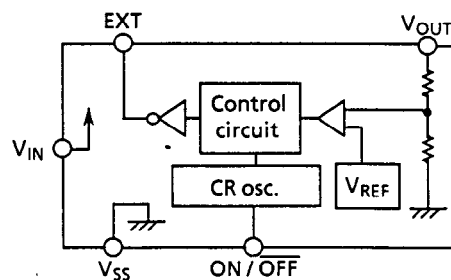 EXT
VOUT
Control
circuit
VIN
CR osc.
VREF
VSS
ON / OFF